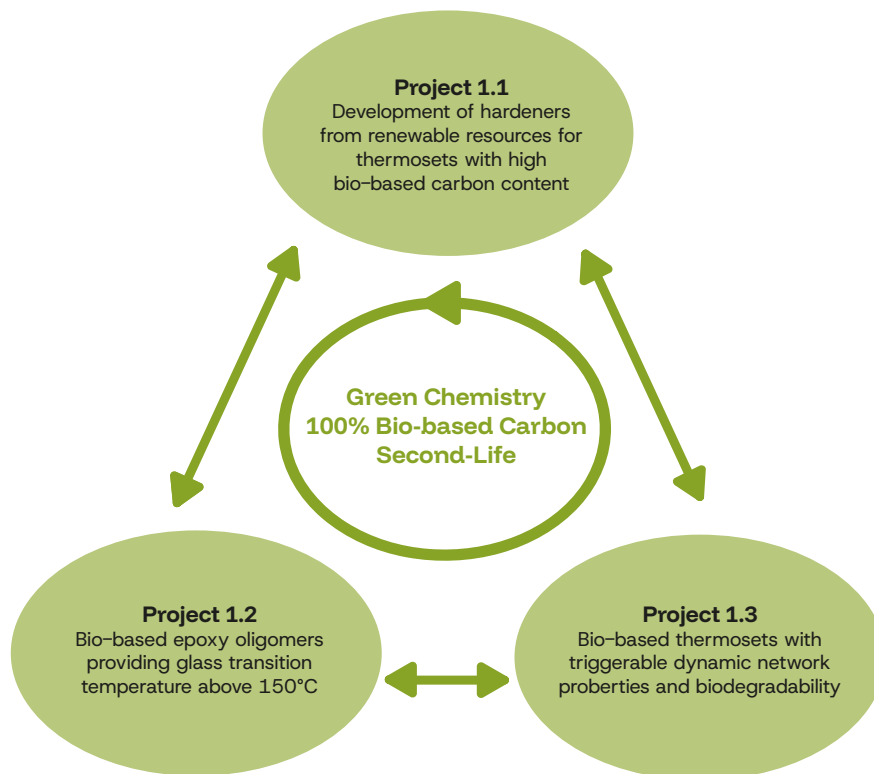 Project 1.1
Development of hardeners
from renewable resources for
thermosets with high
bio-based carbon content
Green Chemistry
100% Bio-based Carbon
Second-Life
Project 1.2
Bio-based epoxy oligomers
providing glass transition
temperature above 150°C
Project 1.3
Bio-based thermosets with
triggerable dynamic network
proberties and biodegradability